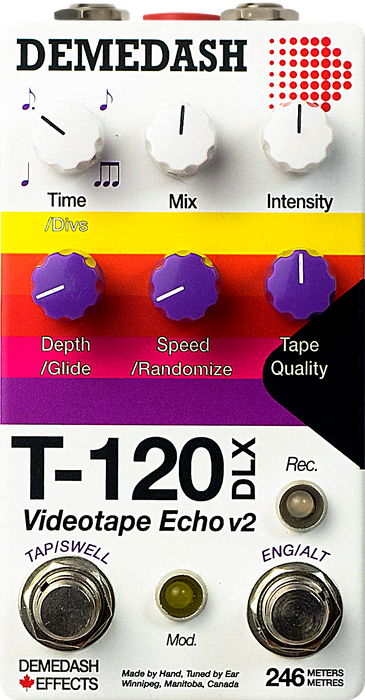 DEMEDASH
Time
/Divs
Mix
Intensity
Depth
/Glide
Speed
/Randomize
Tape
Quality
T-120 DLX
Videotape Echo v2
Rec.
TAP/SWELL
ENG/ALT
Mod.
DEMEDASH
EFFECTS
Made by Hand, Tuned by Ear
Winnipeg, Manitoba, Canada
246 METERS
METRES